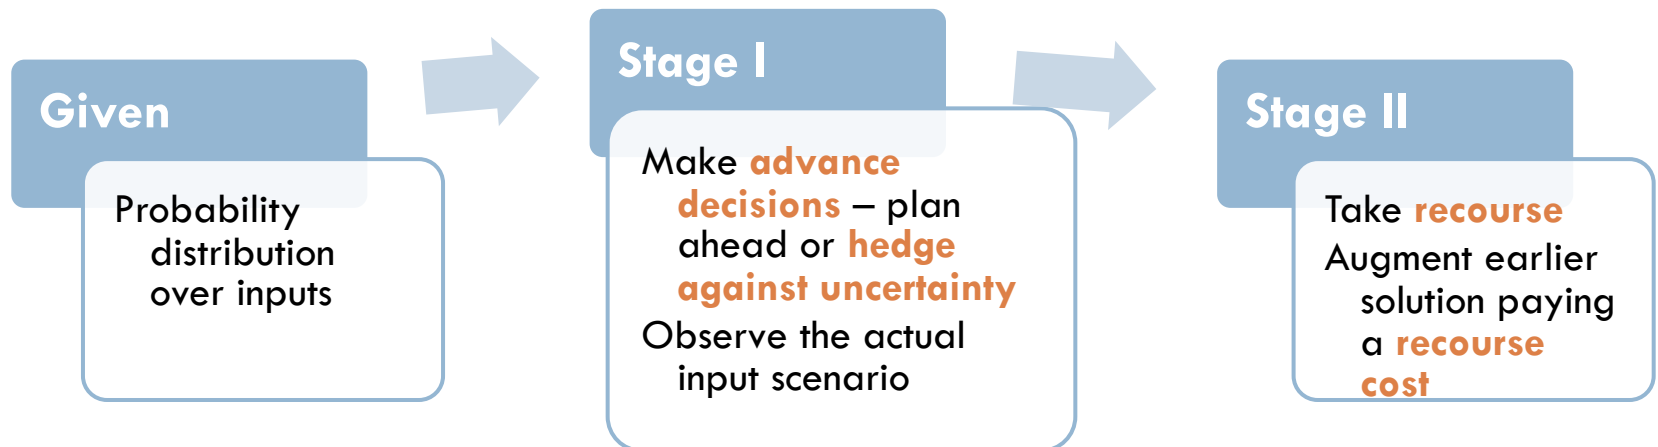 Given
Probability
distribution
over inputs
Stage I
Make advance
decisions – plan
ahead or hedge
against uncertainty
Observe the actual
input scenario
Stage II
Take recourse
Augment earlier
solution paying
a recourse
cost